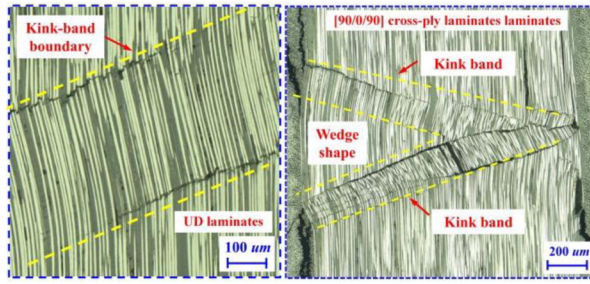 Kink-band
boundary
UD laminates
100 um
[90/0/90] cross-ply laminates laminates
Kink band
Wedge
shape
Kink band
200 um